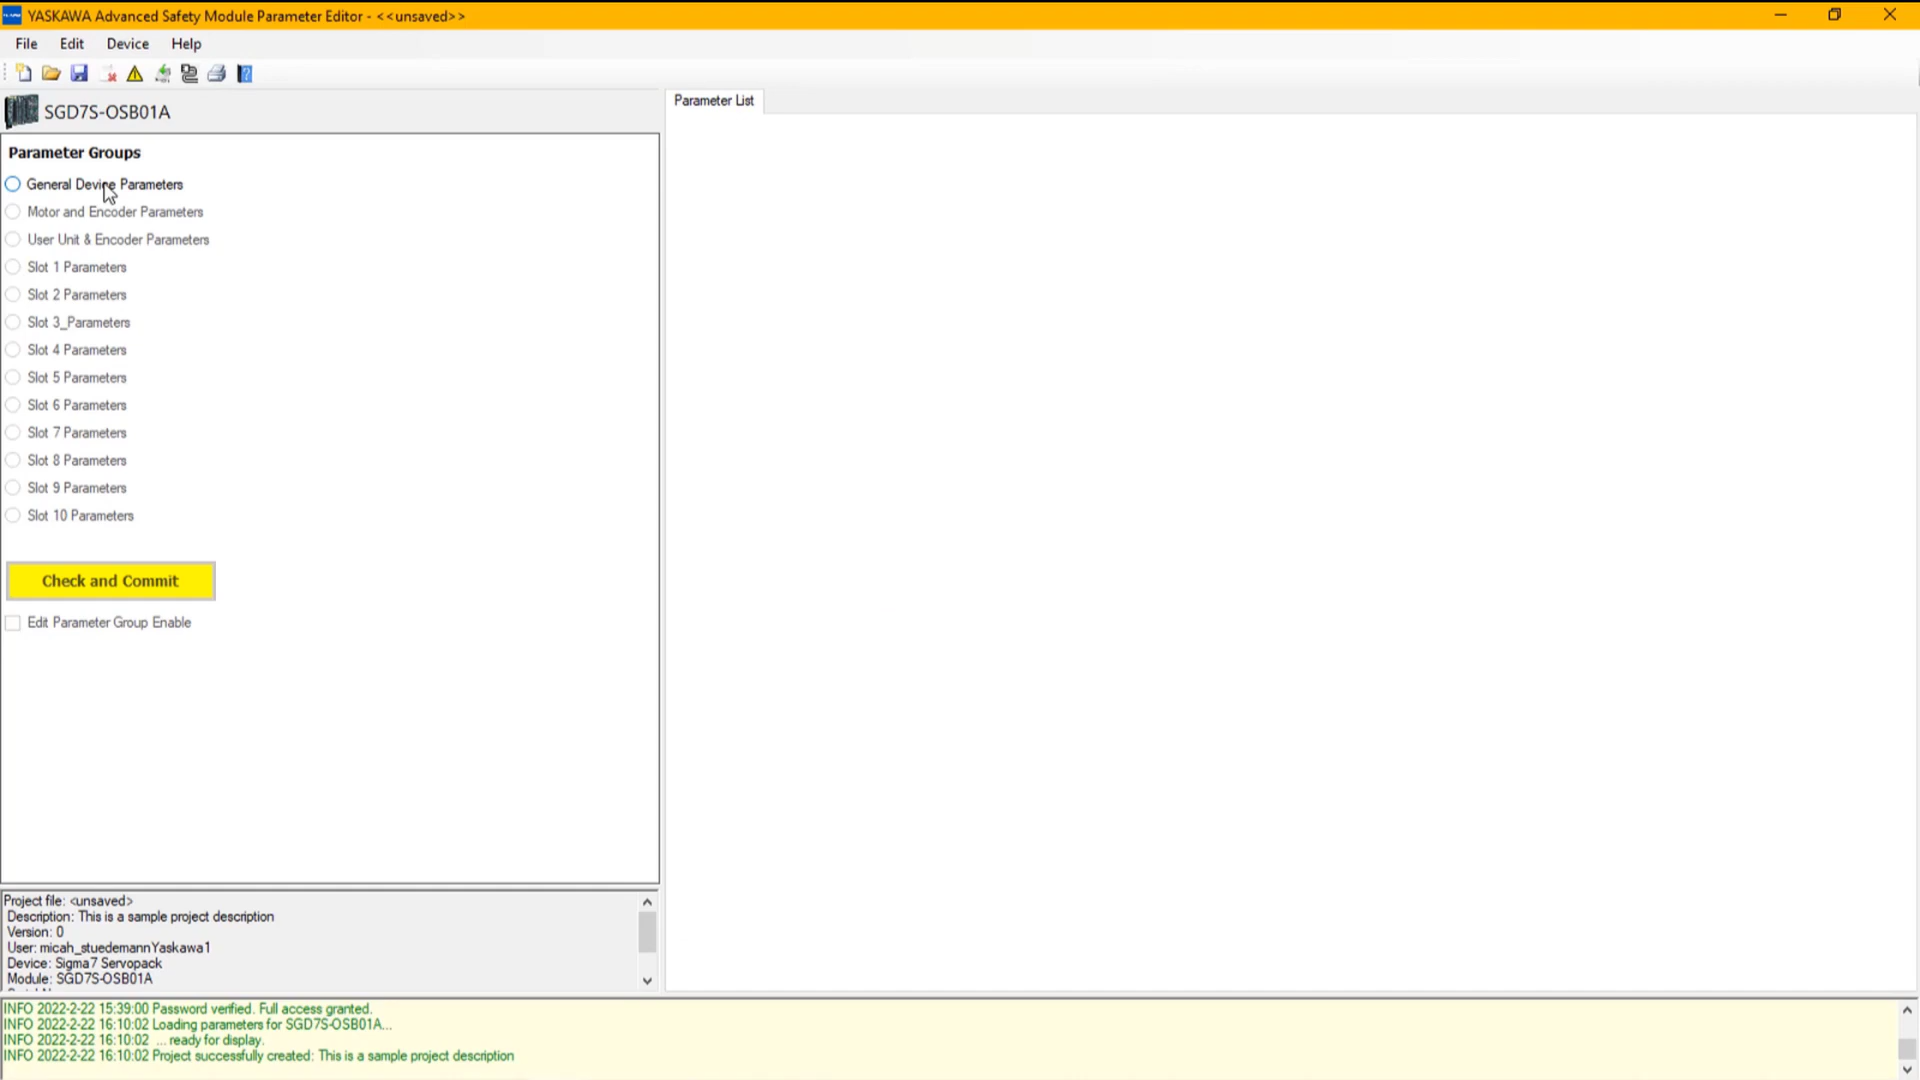 YASKAWA Advanced Safety Module Parameter Editor - <<unsaved>>
File Edit Device Help
SGD7S-OSB01A
Parameter List
Parameter Groups
General Device Parameters
Motor and Encoder Parameters
User Unit & Encoder Parameters
Slot 1 Parameters
Slot 2 Parameters
Slot 3_Parameters
Slot 4 Parameters
Slot 5 Parameters
Slot 6 Parameters
Slot 7 Parameters
Slot 8 Parameters
Slot 9 Parameters
Slot 10 Parameters
Check and Commit
Edit Parameter Group Enable
Project file: <unsaved>
Description: This is a sample project description
Version: 0
User: micah_stuedemannYaskawa1
Device: Sigma7 Servopack
Module: SGD7S-OSB01A
INFO 2022-2-22 15:39:00 Password verified. Full access granted.
INFO 2022-2-22 16:10:02 Loading parameters for SGD7S-OSB01A...
INFO 2022-2-22 16:10:02 ... ready for display.
INFO 2022-2-22 16:10:02 Project successfully created: This is a sample project description